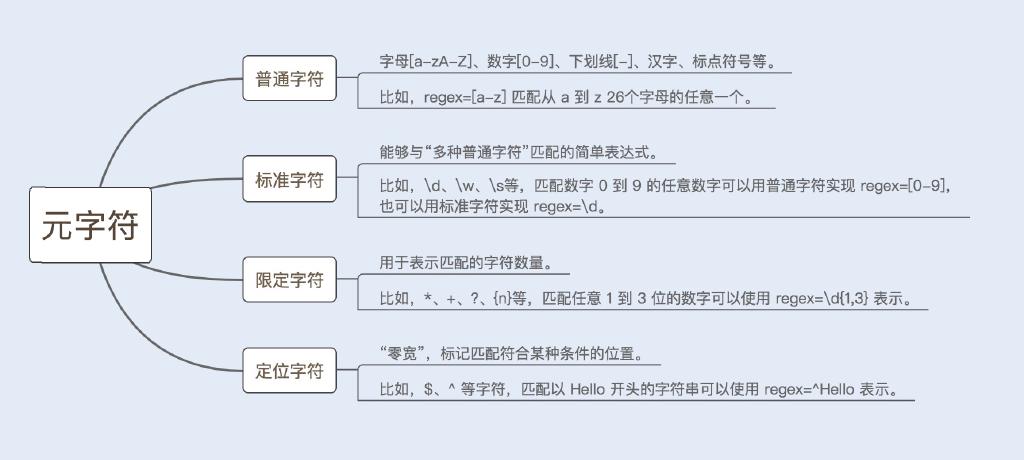 元字符
普通字符
字母[a-zA-Z]、数字[0-9]、下划线[-]、汉字、标点符号等。
比如，regex=[a-z] 匹配从 a 到 z 26个字母的任意一个。
标准字符
能够与“多种普通字符”匹配的简单表达式。
比如，\d、\w、\s等，匹配数字 0 到 9 的任意数字可以用普通字符实现 regex=[0-9]，
也可以用标准字符实现 regex=\d。
限定字符
用于表示匹配的字符数量。
比如，*、+、?、{n}等，匹配任意 1 到 3 位的数字可以使用 regex=\d{1,3} 表示。
定位字符
“零宽”，标记匹配符合某种条件的位置。
比如，$、^ 等字符，匹配以 Hello 开头的字符串可以使用 regex=^Hello 表示。